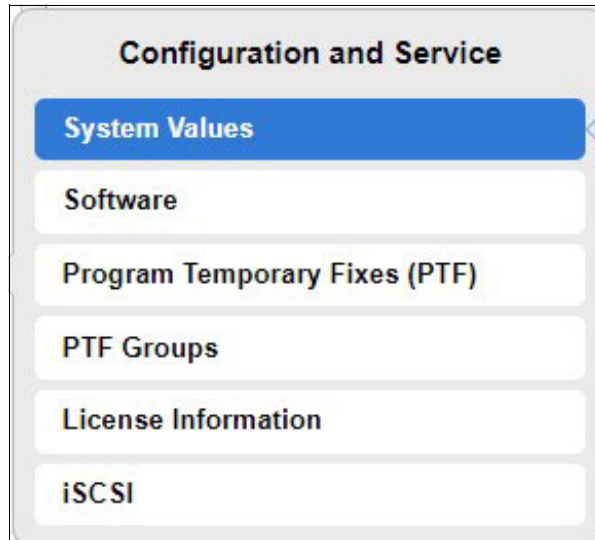 Configuration and Service
System Values
Software
Program Temporary Fixes (PTF)
PTF Groups
License Information
iSCSI